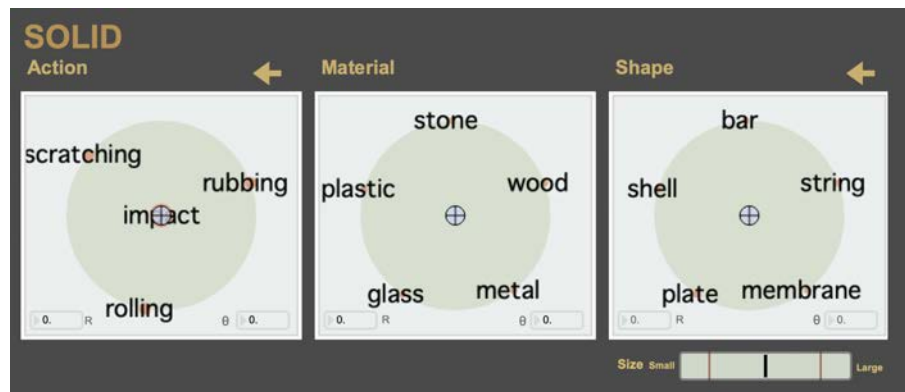 SOLID
Action
Material
Shape
scratching
rubbing
impact
rolling
0.
R
θ
0.
stone
plastic
wood
glass
metal
0.
R
θ
0.
bar
shell
string
plate
membrane
0.
R
θ
0.
Size Small
Large